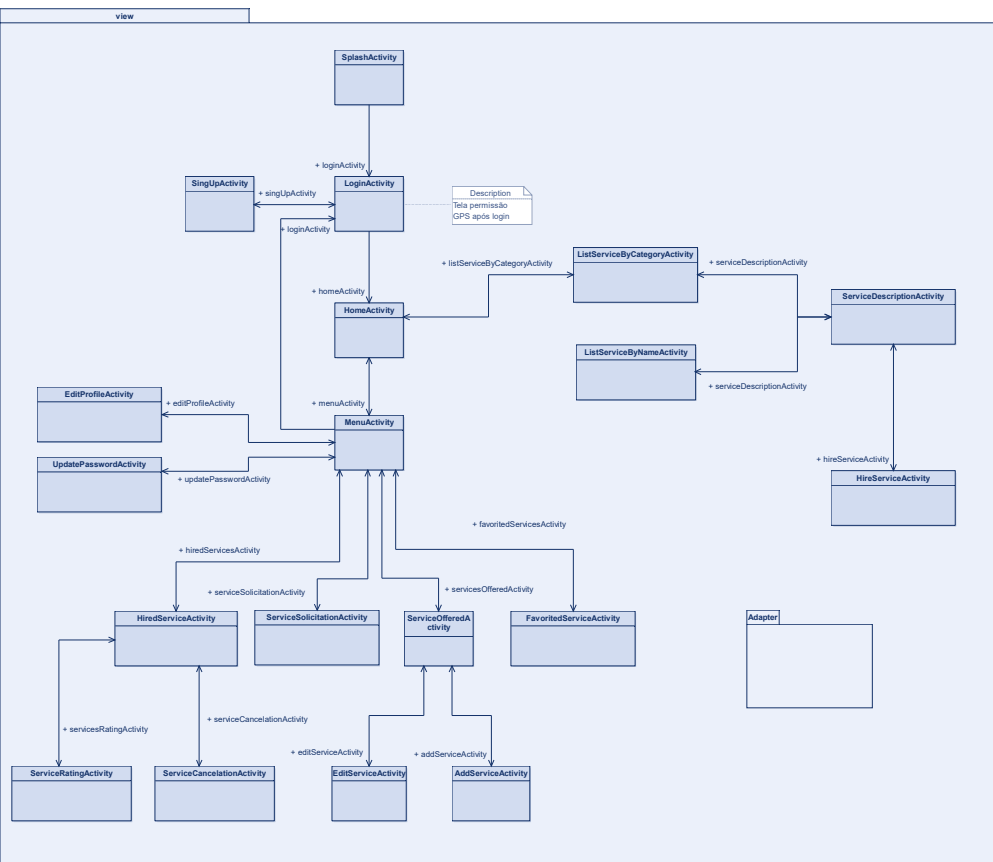 view
SplashActivity
+ loginActivity
SingUpActivity
+ singUpActivity
LoginActivity
Description
Tela permissão
GPS após login
+ loginActivity
ListServiceByCategoryActivity
+ listServiceByCategoryActivity
+ serviceDescriptionActivity
+ homeActivity
ServiceDescriptionActivity
HomeActivity
ListServiceByNameActivity
+ serviceDescriptionActivity
EditProfileActivity
+ editProfileActivity
+ menuActivity
MenuActivity
UpdatePasswordActivity
+ updatePasswordActivity
+ hireServiceActivity
HireServiceActivity
+ favoritedServicesActivity
+ hiredServicesActivity
+ serviceSolicitationActivity
+ servicesOfferedActivity
HiredServiceActivity
ServiceSolicitationActivity
ServiceOfferedA
ctivity
FavoritedServiceActivity
Adapter
+ servicesRatingActivity
+ serviceCancelationActivity
+ editServiceActivity
+ addServiceActivity
ServiceRatingActivity
ServiceCancelationActivity
EditServiceActivity
AddServiceActivity